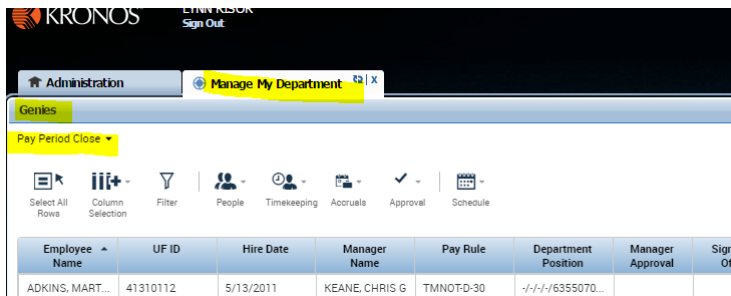 KRONOS
LYNN RISOR
Sign Out
Administration
Manage My Department
X
Genies
Pay Period Close
Select All Rows
Column Selection
Filter
People
Timekeeping
Accruals
Approval
Schedule
Employee Name UF ID Hire Date Manager Name Pay Rule Department Position Manager Approval
ADKINS, MART... 41310112 5/13/2011 KEANE, CHRIS G TMNOT-D-30 -/-/-/-/6355070...